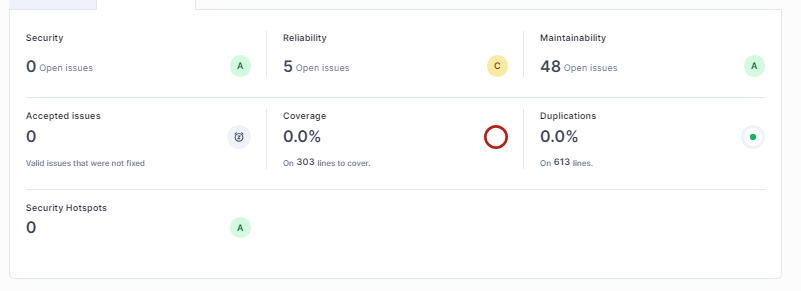 Security
0 Open issues
A
Reliability
5 Open issues
C
Maintainability
48 Open issues
A
Accepted issues
0
Valid issues that were not fixed
Coverage
0.0%
On 303 lines to cover.
Duplications
0.0%
On 613 lines.
Security Hotspots
0
A